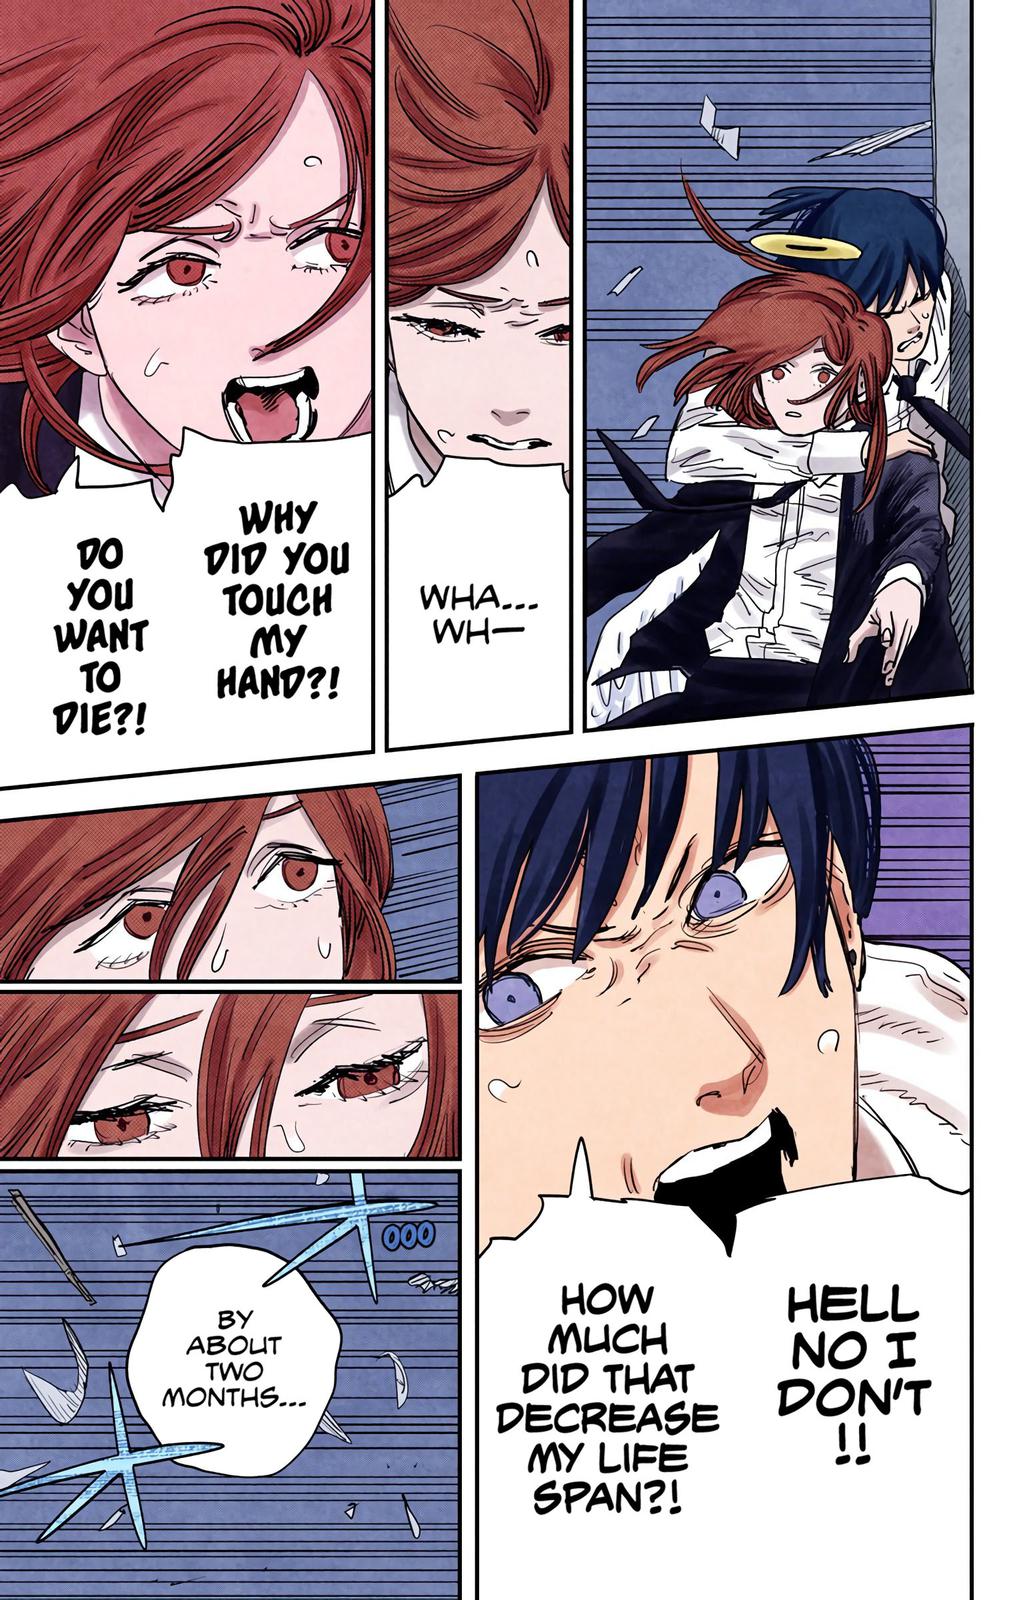 WHA...
WH—
WHY
DID YOU
TOUCH
MY
HAND?!
DO
YOU
WANT
TO
DIE?!
HELL
NO I
DON'T
!!
HOW
MUCH
DID THAT
DECREASE
MY LIFE
SPAN?!
OOO
BY
ABOUT
TWO
MONTHS...